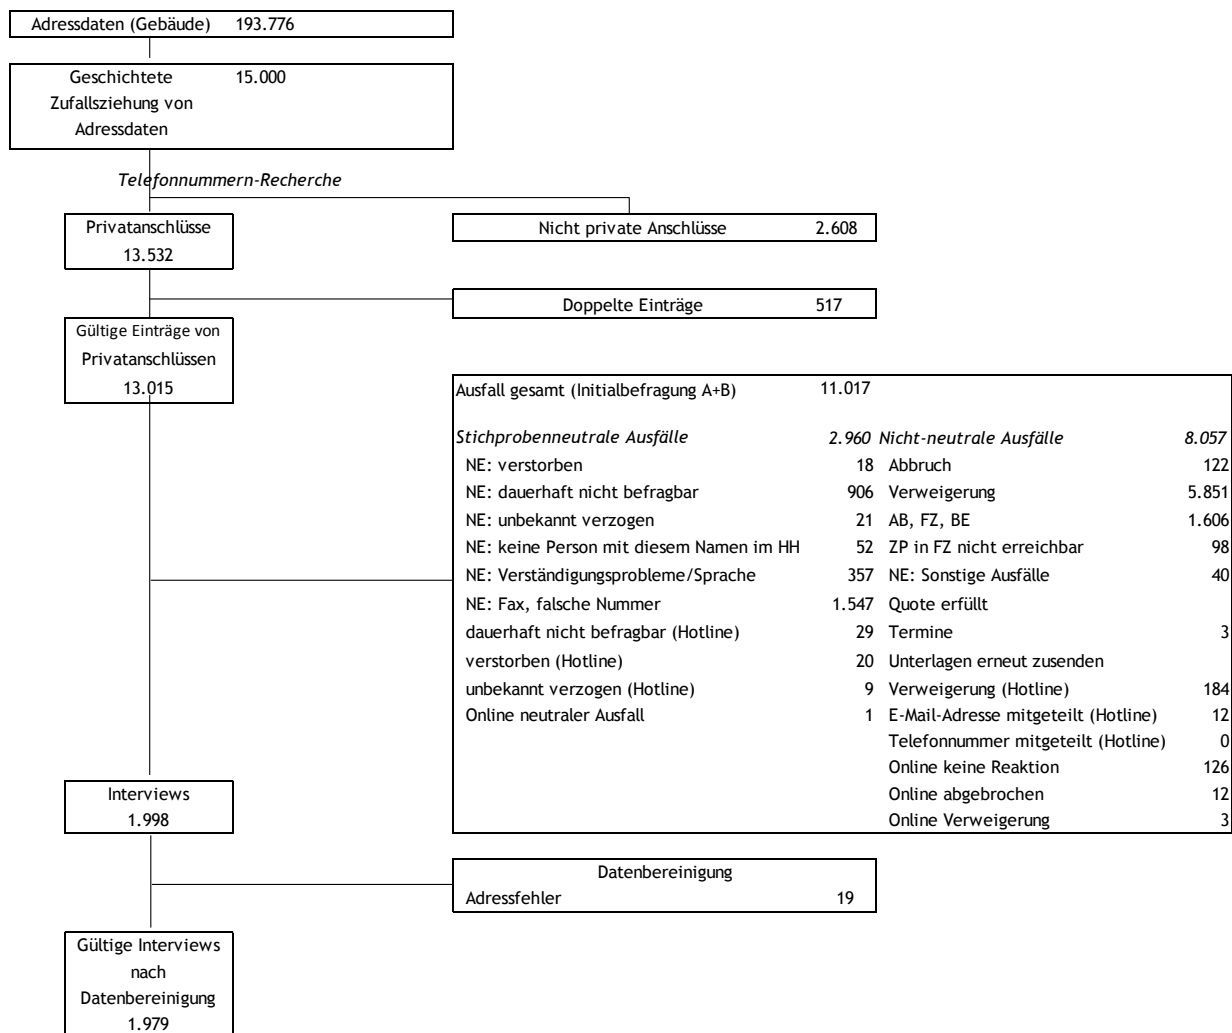 Adressdaten (Gebäude) 193.776
Geschichtete 15.000
Zufallsziehung von
Adressdaten
Telefonnummern-Recherche
Privatanschlüsse
13.532
Nicht private Anschlüsse 2.608
Doppelte Einträge 517
Gültige Einträge von
Privatanschlüssen
13.015
Ausfall gesamt (Initialbefragung A+B) 11.017
Stichprobenneutrale Ausfälle 2.960 Nicht-neutrale Ausfälle 8.057
NE: verstorben 18 Abbruch 122
NE: dauerhaft nicht befragbar 906 Verweigerung 5.851
NE: unbekannt verzogen 21 AB, FZ, BE 1.606
NE: keine Person mit diesem Namen im HH 52 ZP in FZ nicht erreichbar 98
NE: Verständigungsprobleme/Sprache 357 NE: Sonstige Ausfälle 40
NE: Fax, falsche Nummer 1.547 Quote erfüllt
dauerhaft nicht befragbar (Hotline) 29 Termine 3
verstorben (Hotline) 20 Unterlagen erneut zusenden
unbekannt verzogen (Hotline) 9 Verweigerung (Hotline) 184
Online neutraler Ausfall 1 E-Mail-Adresse mitgeteilt (Hotline) 12
Telefonnummer mitgeteilt (Hotline) 0
Online keine Reaktion 126
Online abgebrochen 12
Online Verweigerung 3
Interviews
1.998
Datenbereinigung
Adressfehler 19
Gültige Interviews
nach
Datenbereinigung
1.979